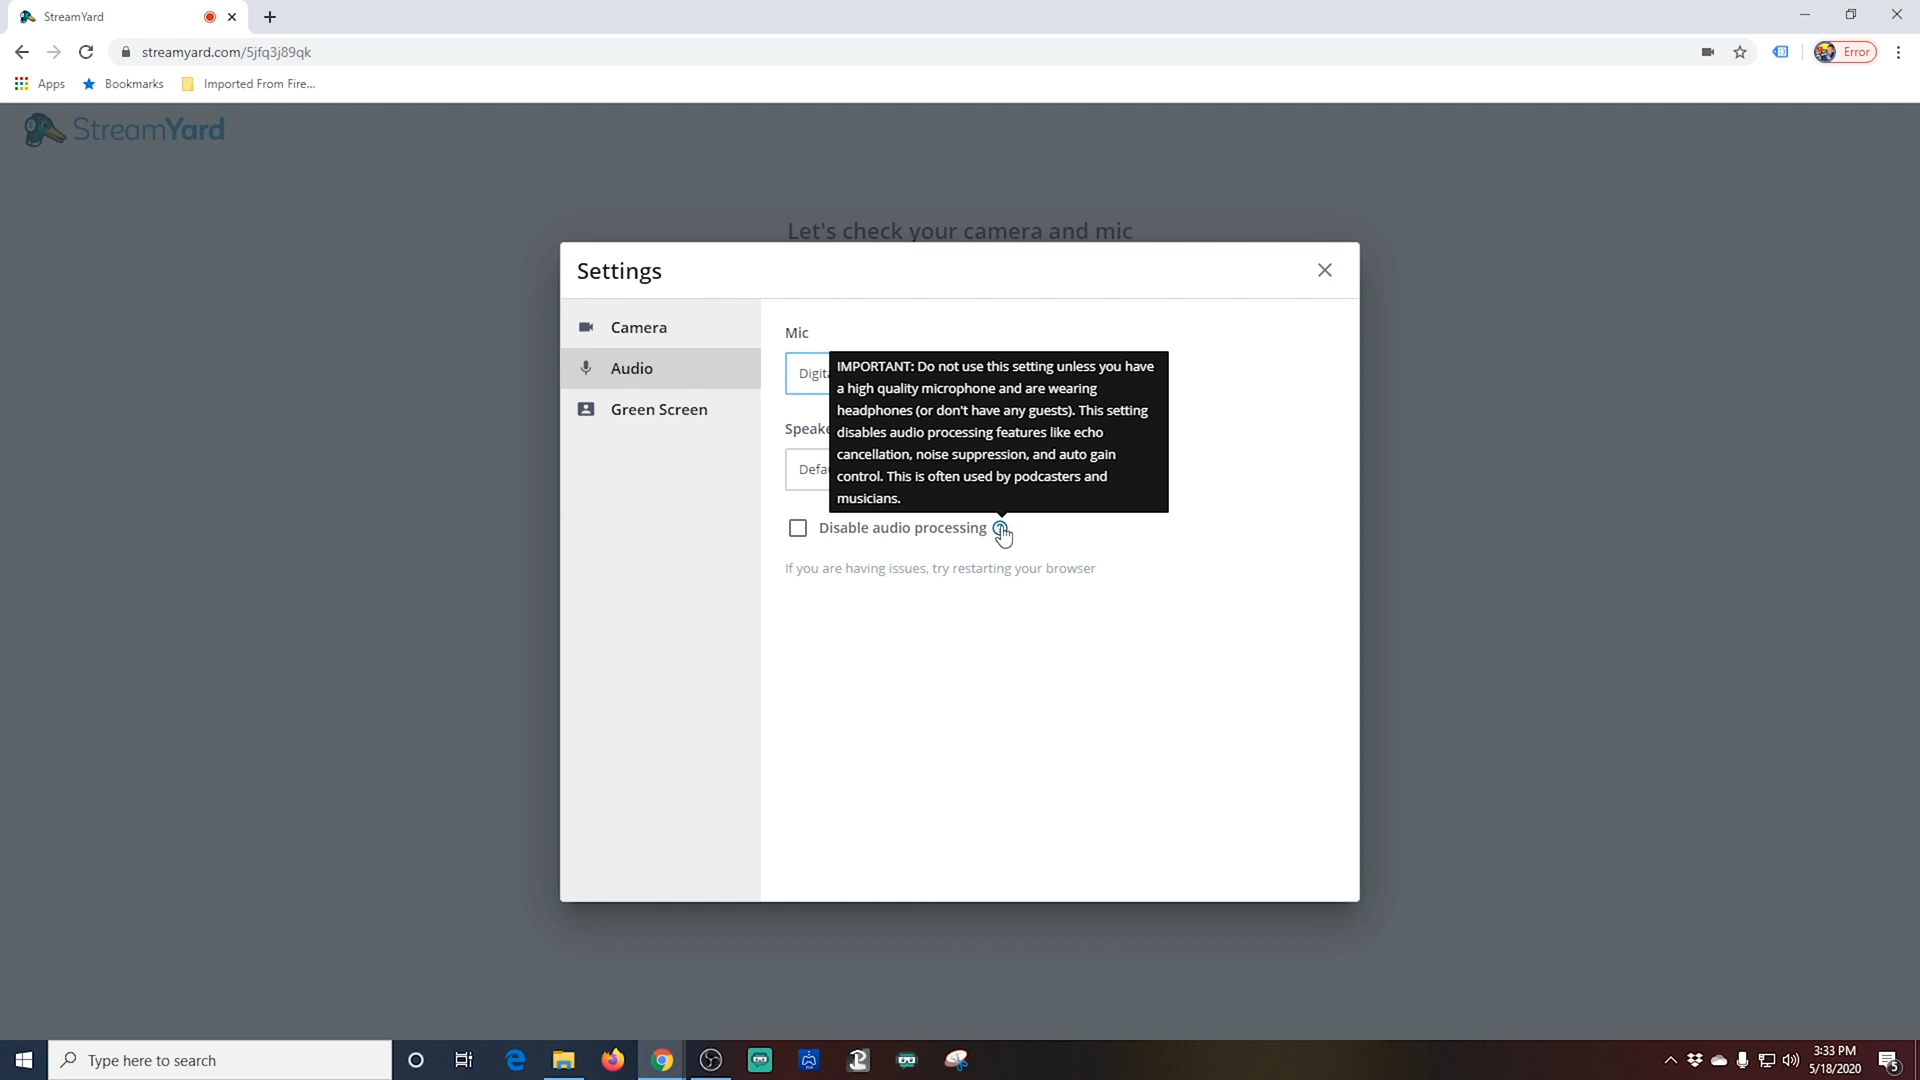 StreamYard
streamyard.com/5jfq3j89qk
Error
Apps
Bookmarks
Imported From Fire...
StreamYard
Let's check your camera and mic
Settings
Camera
Audio
Green Screen
Mic
Digita
IMPORTANT: Do not use this setting unless you have
a high quality microphone and are wearing
headphones (or don't have any guests). This setting
disables audio processing features like echo
cancellation, noise suppression, and auto gain
control. This is often used by podcasters and
musicians.
Speake
Defau
Disable audio processing
If you are having issues, try restarting your browser
Type here to search
3:33 PM
5/18/2020
5